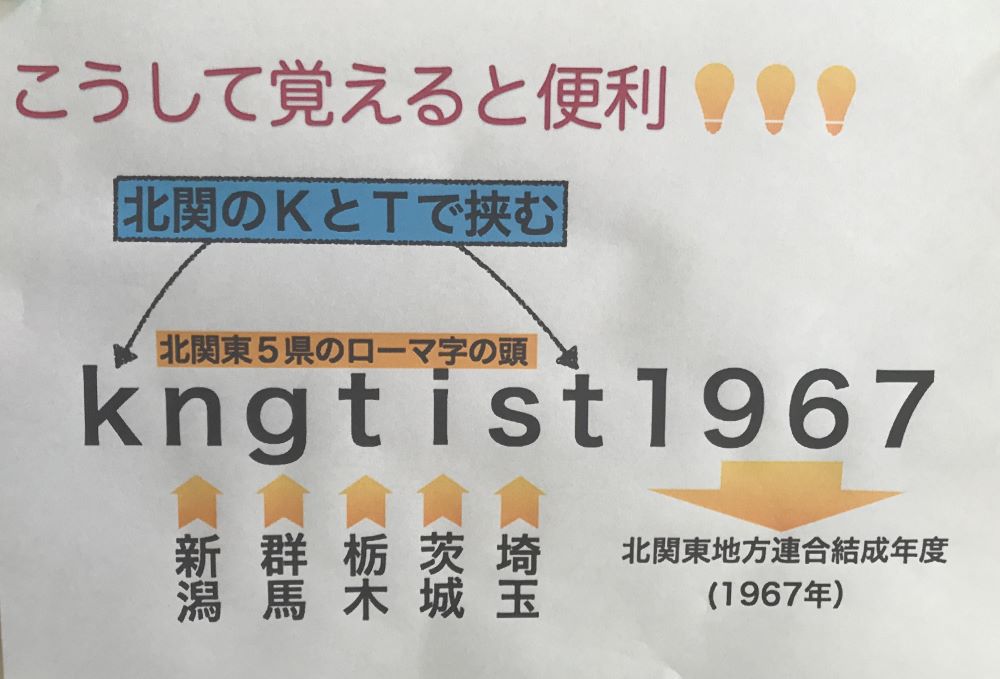 こうして覚えると便利
北関のKとTで挟む
北関東5県のローマ字の頭
kngtist1967
新潟
群馬
栃木
茨城
埼玉
北関東地方連合結成年度
(1967年)